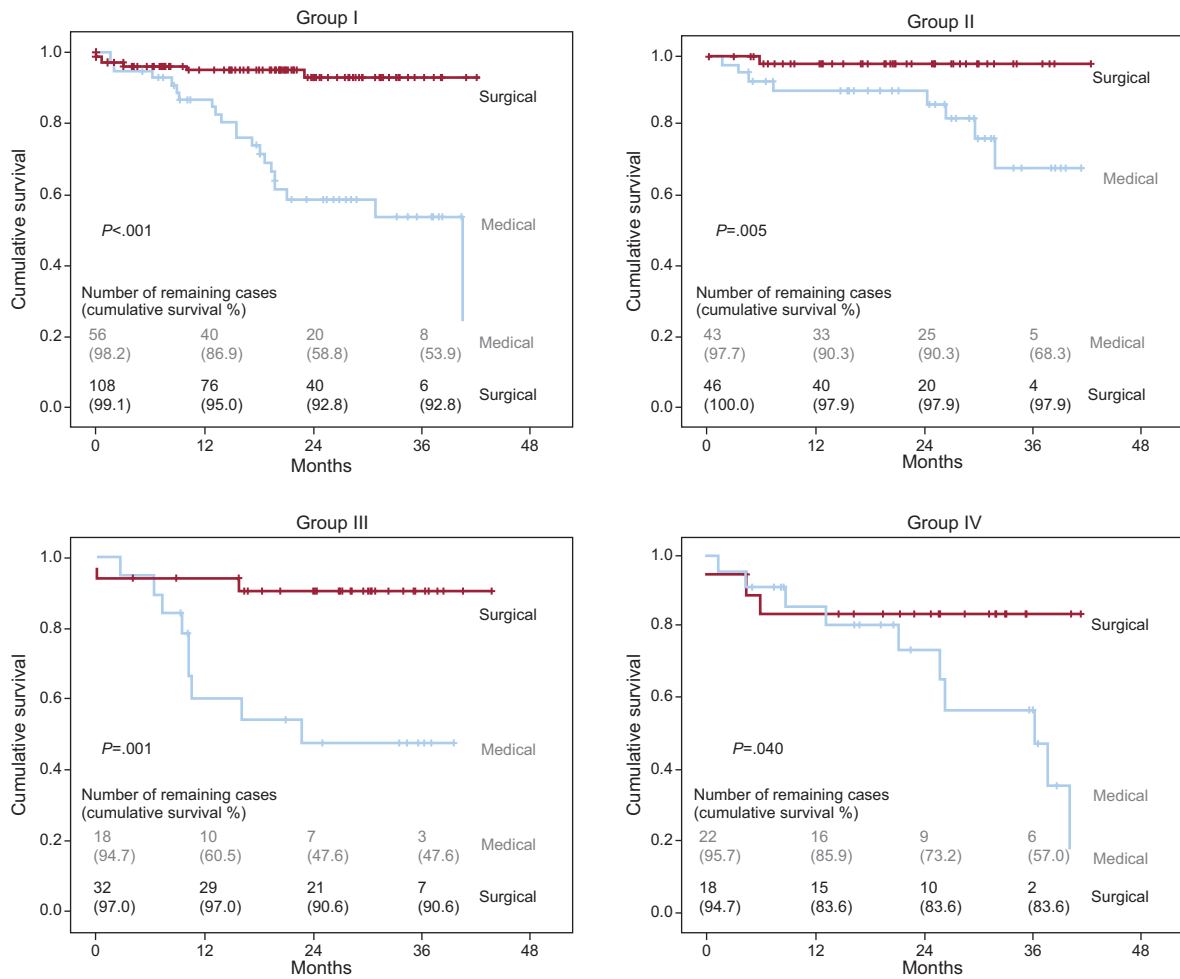 Group I
Cumulative survival
1.0
0.8
0.6
0.4
0.2
0.0
Surgical
Medical
P<.001
Number of remaining cases
(cumulative survival %)
56 40 20 8
(98.2) (86.9) (58.8) (53.9)
Medical
108 76 40 6
(99.1) (95.0) (92.8) (92.8)
Surgical
0 12 24 36 48
Months
Group II
Cumulative survival
1.0
0.8
0.6
0.4
0.2
0.0
Surgical
Medical
P=.005
Number of remaining cases
(cumulative survival %)
43 33 25 5
(97.7) (90.3) (90.3) (68.3)
Medical
46 40 20 4
(100.0) (97.9) (97.9) (97.9)
Surgical
0 12 24 36 48
Months
Group III
Cumulative survival
1.0
0.8
0.6
0.4
0.2
0.0
Surgical
Medical
P=.001
Number of remaining cases
(cumulative survival %)
18 10 7 3
(94.7) (60.5) (47.6) (47.6)
Medical
32 29 21 7
(97.0) (97.0) (90.6) (90.6)
Surgical
0 12 24 36 48
Months
Group IV
Cumulative survival
1.0
0.8
0.6
0.4
0.2
0.0
Surgical
P=.040
Medical
Number of remaining cases
(cumulative survival %)
22 16 9 6
(95.7) (85.9) (73.2) (57.0)
Medical
18 15 10 2
(94.7) (83.6) (83.6) (83.6)
Surgical
0 12 24 36 48
Months